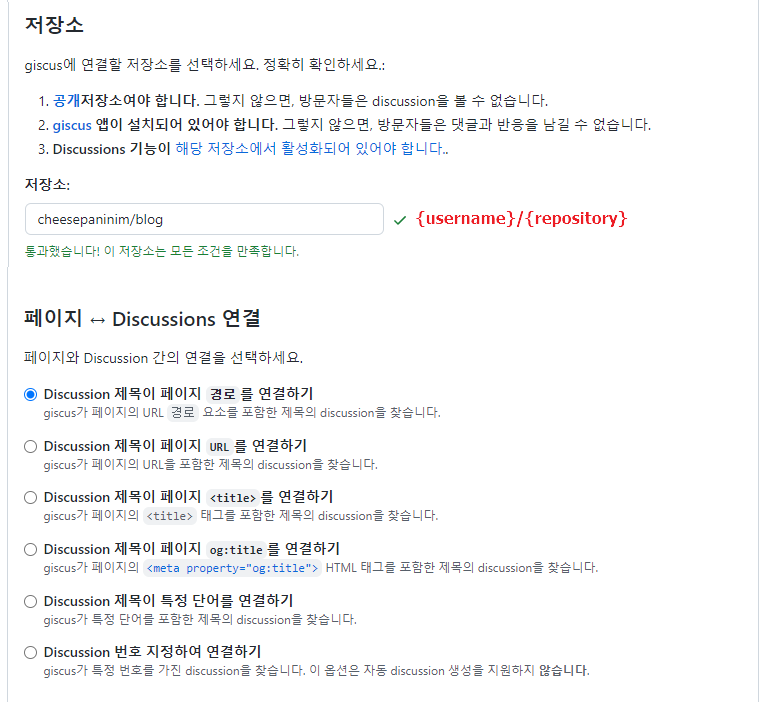 저장소
giscus에 연결할 저장소를 선택하세요. 정확히 확인하세요.:
1. 공개저장소여야 합니다. 그렇지 않으면, 방문자들은 discussion을 볼 수 없습니다.
2. giscus 앱이 설치되어 있어야 합니다. 그렇지 않으면, 방문자들은 댓글과 반응을 남길 수 없습니다.
3. Discussions 기능이 해당 저장소에서 활성화되어 있어야 합니다..
저장소:
cheesepaninim/blog ✓ {username}/{repository}
통과했습니다! 이 저장소는 모든 조건을 만족합니다.
페이지 ↔ Discussions 연결
페이지와 Discussion 간의 연결을 선택하세요.
Discussion 제목이 페이지 경로 를 연결하기
giscus가 페이지의 URL 경로 요소를 포함한 제목의 discussion을 찾습니다.
Discussion 제목이 페이지 URL 를 연결하기
giscus가 페이지의 URL을 포함한 제목의 discussion을 찾습니다.
Discussion 제목이 페이지 <title> 를 연결하기
giscus가 페이지의 <title> 태그를 포함한 제목의 discussion을 찾습니다.
Discussion 제목이 페이지 og:title 를 연결하기
giscus가 페이지의 <meta property="og:title"> HTML 태그를 포함한 제목의 discussion을 찾습니다.
Discussion 제목이 특정 단어를 연결하기
giscus가 특정 단어를 포함한 제목의 discussion을 찾습니다.
Discussion 번호 지정하여 연결하기
giscus가 특정 번호를 가진 discussion을 찾습니다. 이 옵션은 자동 discussion 생성을 지원하지 않습니다.